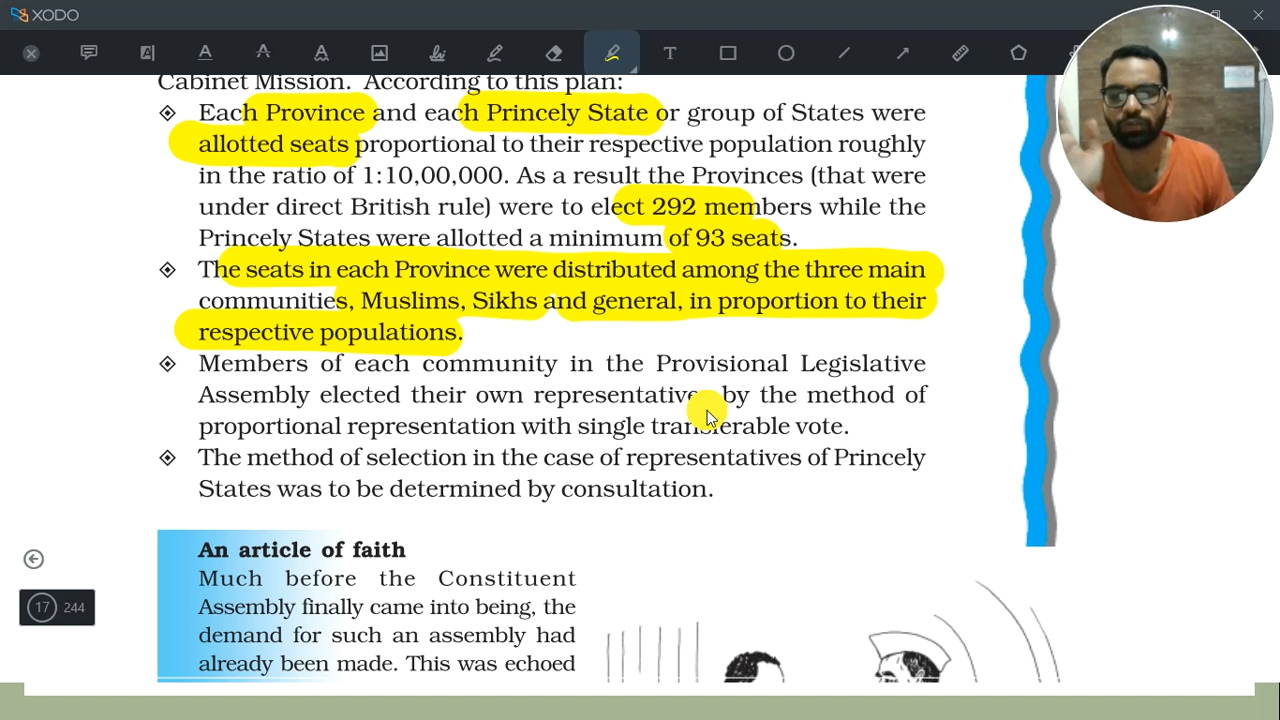 XODO
T
Cabinet Mission. According to this plan:
Each Province and each Princely State or group of States were
allotted seats proportional to their respective population roughly
in the ratio of 1:10,00,000. As a result the Provinces (that were
under direct British rule) were to elect 292 members while the
Princely States were allotted a minimum of 93 seats.
The seats in each Province were distributed among the three main
communities, Muslims, Sikhs and general, in proportion to their
respective populations.
Members of each community in the Provisional Legislative
Assembly elected their own representatives by the method of
proportional representation with single transferable vote.
The method of selection in the case of representatives of Princely
States was to be determined by consultation.
An article of faith
Much before the Constituent
Assembly finally came into being, the
demand for such an assembly had
already been made. This was echoed
17 244